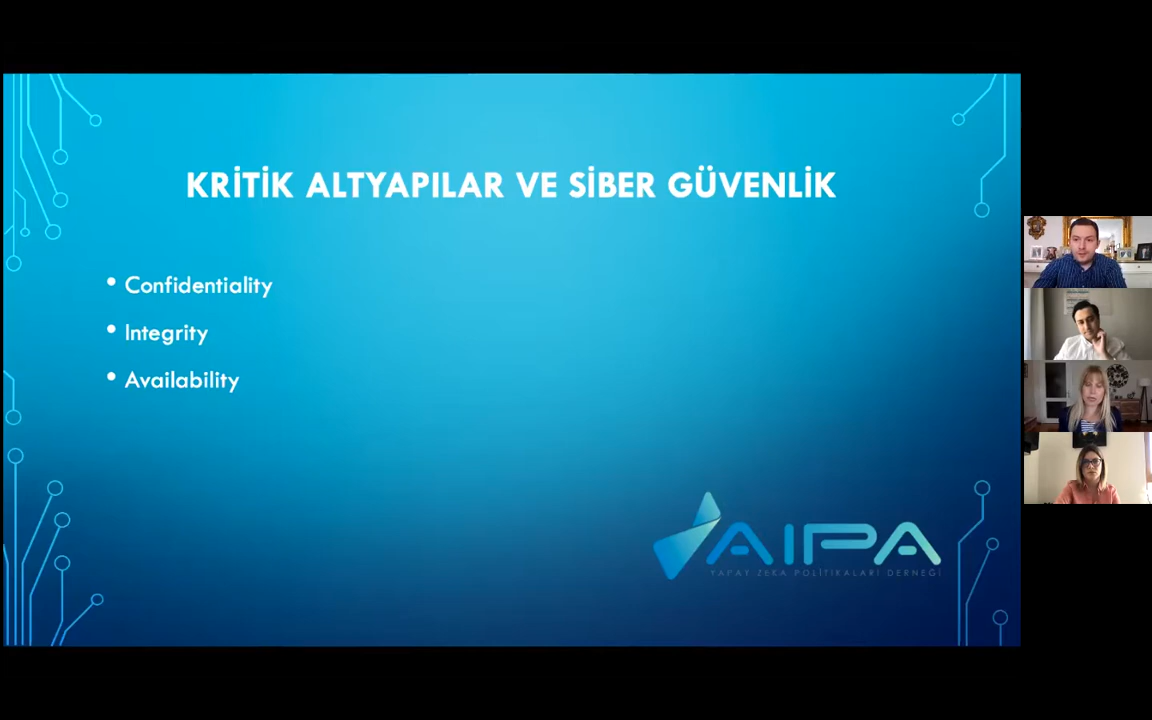 KRİTİK ALTYAPILAR VE SİBER GÜVENLİK
• Confidentiality
• Integrity
• Availability
AIPA
YAPAY ZEKA POLİTİKALARI DERNEĞİ